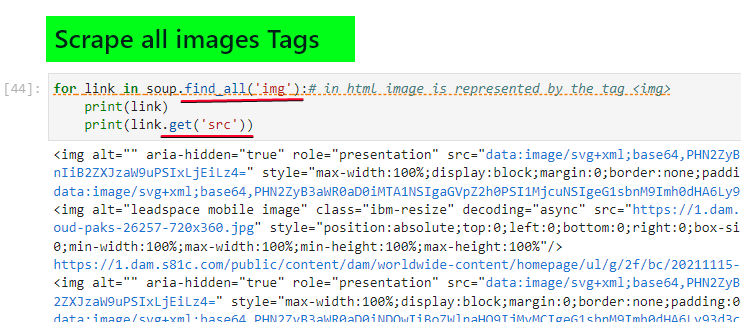 Scrape all images Tags
[44]: for link in soup.find_all('img'):# in html image is represented by the tag <img>
print(link)
print(link.get('src'))
<img alt="" aria-hidden="true" role="presentation" src="data:image/svg+xml;base64,PHN2ZyB
nIiB2ZXJzaW9uPSIxLjEiLz4=" style="max-width:100%;display:block;margin:0;border:none;paddi
data:image/svg+xml;base64,PHN2ZyB3aWR0aD0iMTA1NSIgaGVpZ2h0PSI1MjcuNSIgeG1sbnM9Imh0dHA6Ly9
<img alt="leadspace mobile image" class="ibm-resize" decoding="async" src="https://1.dam.
oud-paks-26257-720x360.jpg" style="position:absolute;top:0;left:0;bottom:0;right:0;box-si
0;min-width:100%;max-width:100%;min-height:100%;max-height:100%"/>
https://1.dam.s81c.com/public/content/dam/worldwide-content/homepage/ul/g/2f/bc/20211115-
<img alt="" aria-hidden="true" role="presentation" src="data:image/svg+xml;base64,PHN2ZyB
2ZXJzaW9uPSIxLjEiLz4=" style="max-width:100%;display:block;margin:0;border:none;padding:0